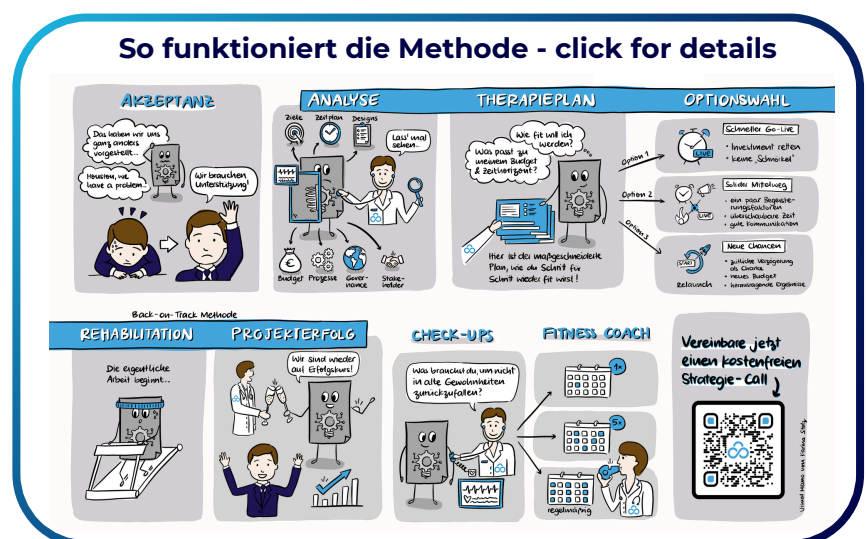 So funktioniert die Methode - click for details
AKZEPTANZ
Das haben wir uns
ganz anders
vorgestellt...
Houston, we
have a problem...
Wir brauchen
Unterstützung!
ANALYSE
Ziele
Zeitplan
Designs
Lass' mal
sehen...
Budget
Prozesse
Gover-
nance
Stake-
holder
THERAPIEPLAN
Wie fit will ich
werden?
Was passt zu
meinem Budget
& Zeithorizont?
Hier ist der maßgeschneiderte
Plan, wie du Schritt für
Schritt wieder fit wirst!
OPTIONSWAHL
Option 1
Schneller Go-Live
LIVE
• Investment retten
• keine „Schnörkel"
Option 2
Solider Mittelweg
LIVE
• ein paar Begeiste-
rungsfaktoren
• überschaubare Zeit
• gute Kommunikation
Option 3
Neue Chancen
START
Relaunch
• zeitliche Verzögerung
als Chance
• neues Budget
• herausragende Ergebnisse
Back-on-Track Methode
REHABILITATION
Die eigentliche
Arbeit beginnt...
PROJEKTERFOLG
Wir sind wieder
auf Erfolgskurs!
CHECK-UPS
Was brauchst du, um nicht
in alte Gewohnheiten
zurückzufallen?
FITNESS COACH
1x
5x
regelmäßig
Vereinbare jetzt
einen kostenfreien
Strategie-Call